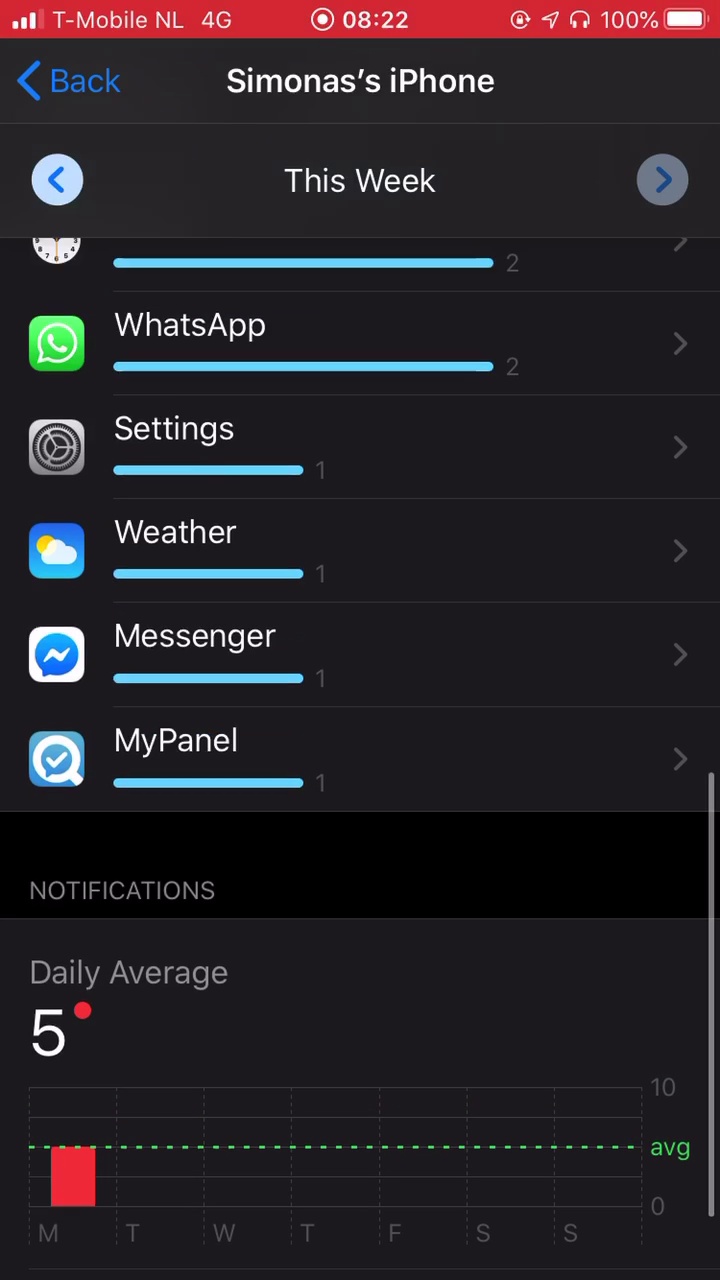 T-Mobile NL 4G 08:22 100%
Back Simonas's iPhone
This Week
2
WhatsApp
2
Settings
1
Weather
1
Messenger
1
MyPanel
1
NOTIFICATIONS
Daily Average
5
10
avg
0
M T W T F S S